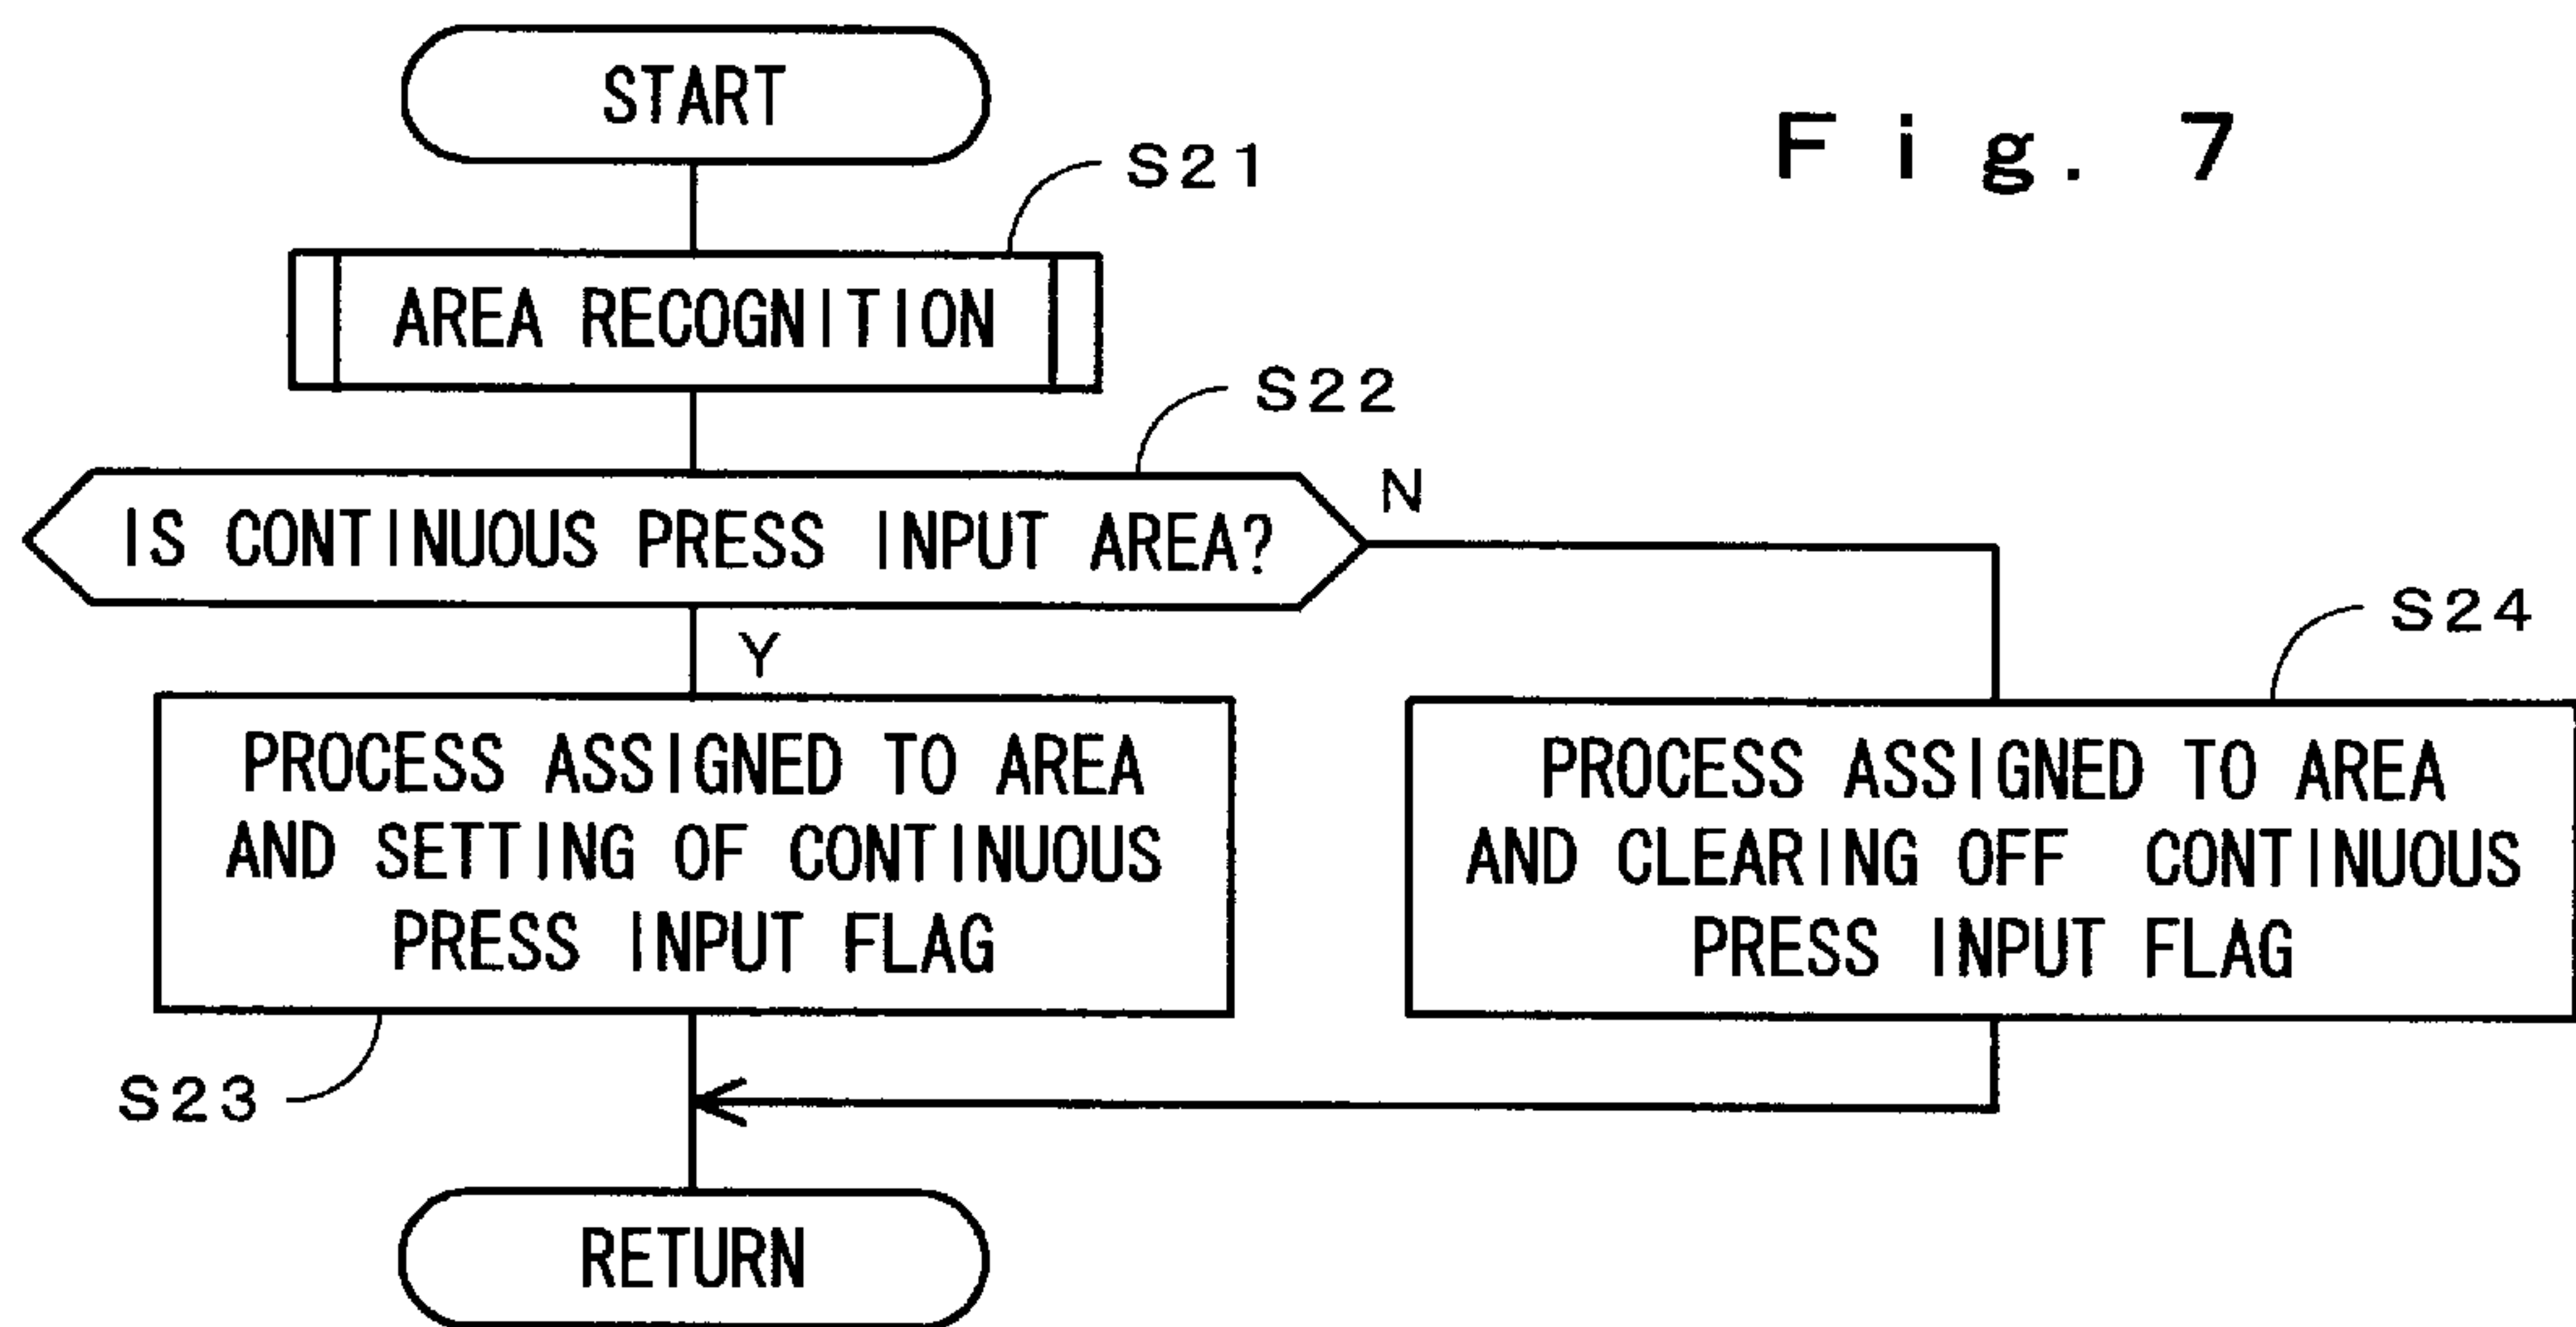 START
Fig. 7
S21
AREA RECOGNITION
S22
IS CONTINUOUS PRESS INPUT AREA?
N
Y
S24
PROCESS ASSIGNED TO AREA
AND SETTING OF CONTINUOUS
PRESS INPUT FLAG
PROCESS ASSIGNED TO AREA
AND CLEARING OFF CONTINUOUS
PRESS INPUT FLAG
S23
RETURN